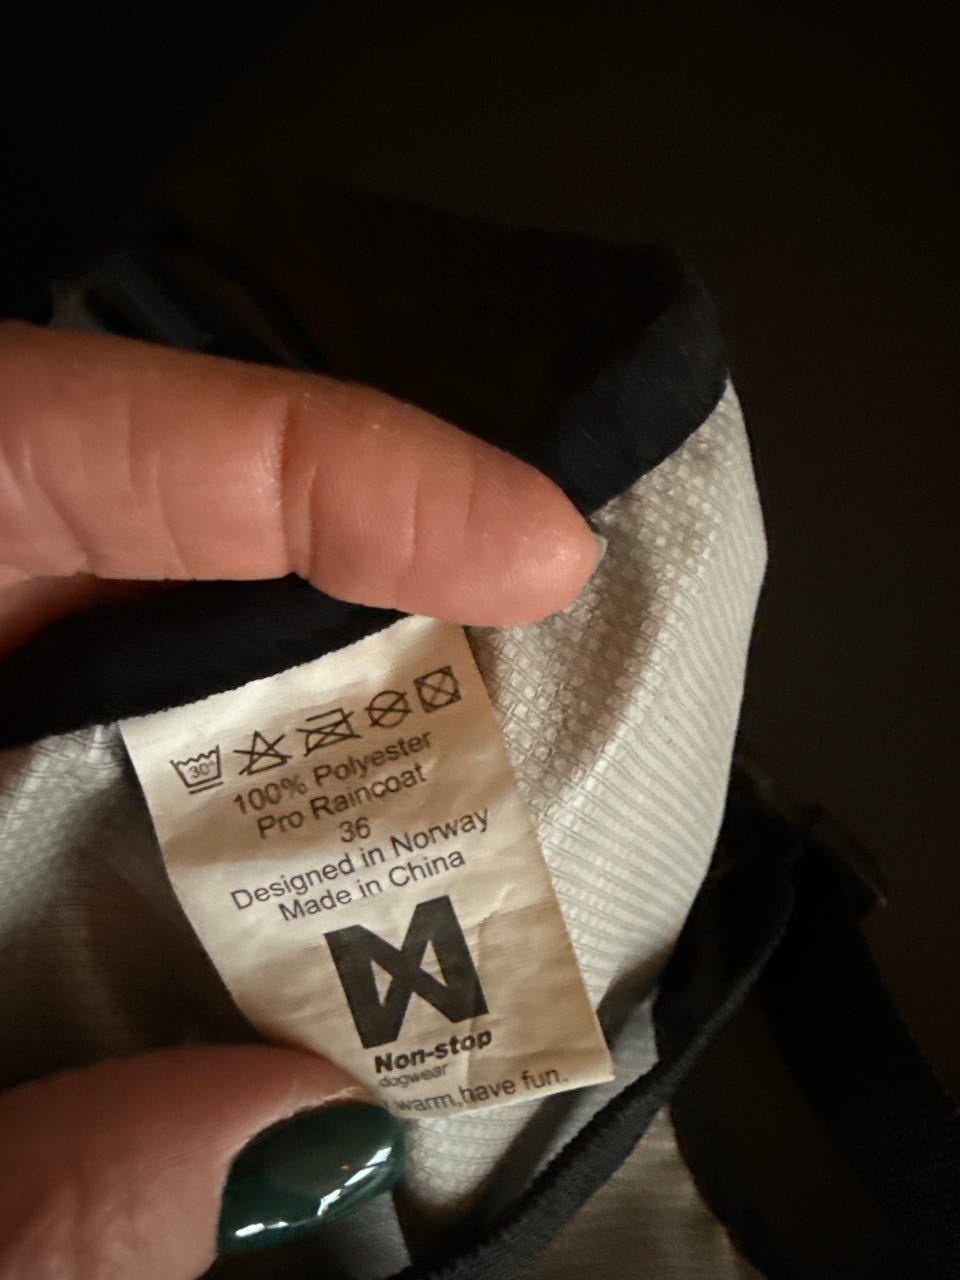 30°
100% Polyester
Pro Raincoat
36
Designed in Norway
Made in China
Non-stop
dogwear
warm,have fun.